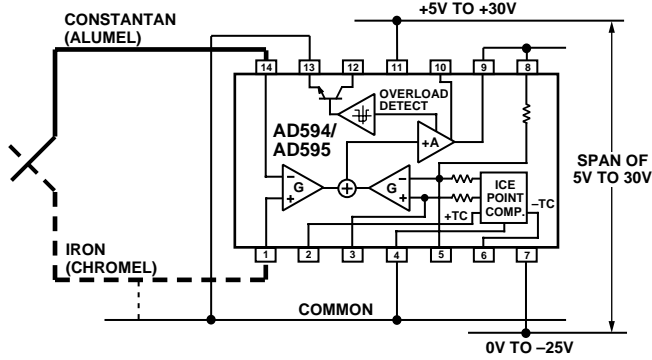 CONSTANTAN
(ALUMEL)
+5V TO +30V
14 13 12 11 10 9 8
OVERLOAD
DETECT
AD594/
AD595
+A
SPAN OF
5V TO 30V
– G +
– G +
ICE
POINT
COMP.
+TC
–TC
IRON
(CHROMEL)
1 2 3 4 5 6 7
COMMON
0V TO –25V